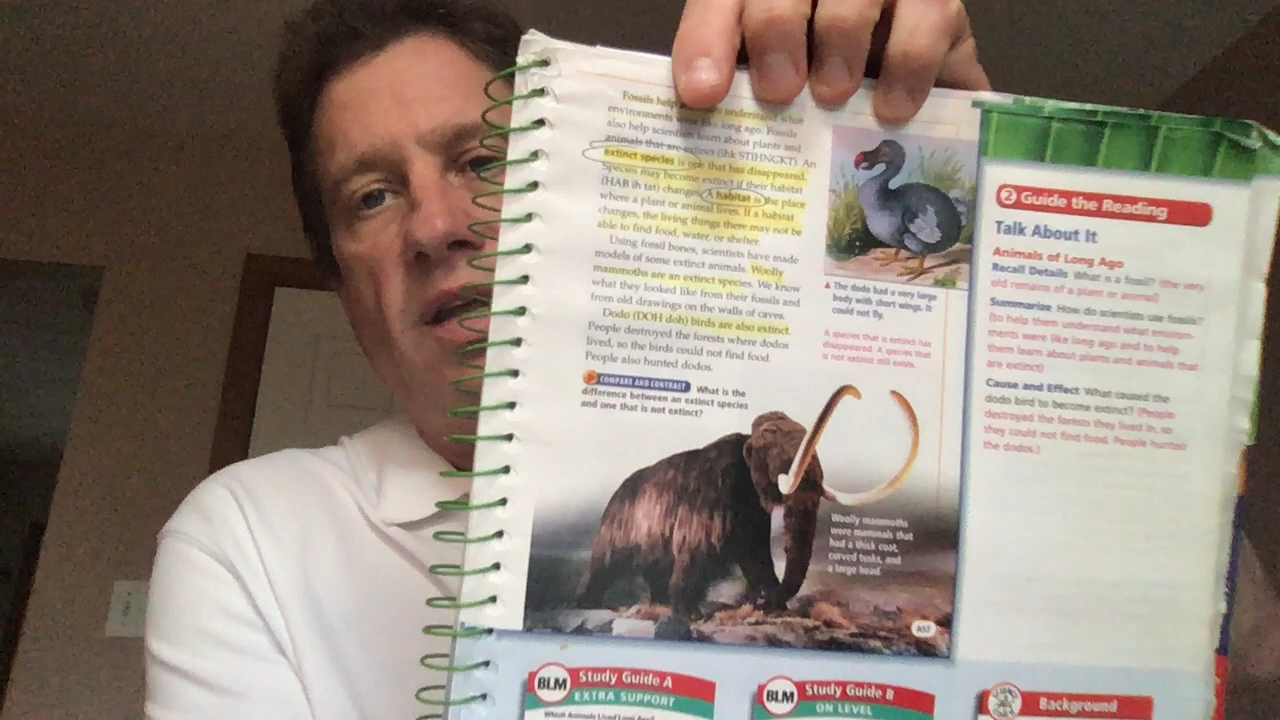 Fossils help understand what
environments were like long ago. Fossils
also help scientists learn about plants and
animals that are extinct (ihk STIHNGKT). An
extinct species is one that has disappeared.
Species may become extinct if their habitat
(HAB ih tat) changes. A habitat is the place
where a plant or animal lives. If a habitat
changes, the living things there may not be
able to find food, water, or shelter.
Using fossil bones, scientists have made
models of some extinct animals. Woolly
mammoths are an extinct species. We know
what they looked like from their fossils and
from old drawings on the walls of caves.
Dodo (DOH doh) birds are also extinct.
People destroyed the forests where dodos
lived, so the birds could not find food.
People also hunted dodos.
COMPARE AND CONTRAST What is the
difference between an extinct species
and one that is not extinct?
▲ The dodo had a very large
body with short wings. It
could not fly.
A species that is extinct has
disappeared. A species that
is not extinct still exists.
Woolly mammoths
were mammals that
had a thick coat,
curved tusks, and
a large head.
A57
2 Guide the Reading
Talk About It
Animals of Long Ago
Recall Details What is a fossil? (the very
old remains of a plant or animal)
Summarize How do scientists use fossils?
(to help them understand what environ-
ments were like long ago and to help
them learn about plants and animals that
are extinct)
Cause and Effect What caused the
dodo bird to become extinct? (People
destroyed the forests they lived in, so
they could not find food. People hunted
the dodos.)
BLM Study Guide A
EXTRA SUPPORT
Which Animals Lived Long Ago?
BLM Study Guide B
ON LEVEL
Background